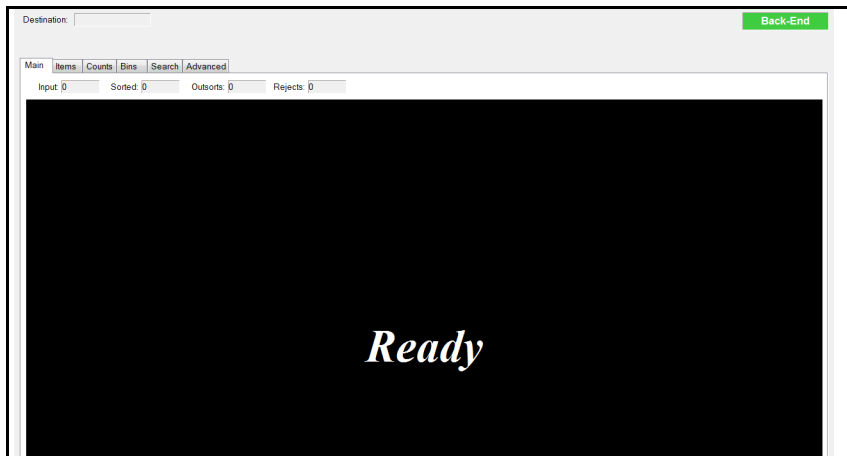 Destination: Back-End
Main Items Counts Bins Search Advanced
Input: 0 Sorted: 0 Outsorts: 0 Rejects: 0
Ready